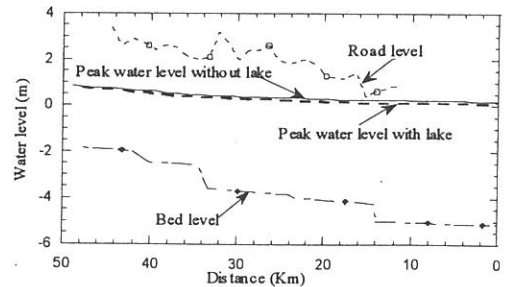 4
2
0
-2
-4
-6
Water level (m)
Road level
Peak water level without lake
Peak water level with lake
Bed level
50 40 30 20 10 0
Distance (Km)